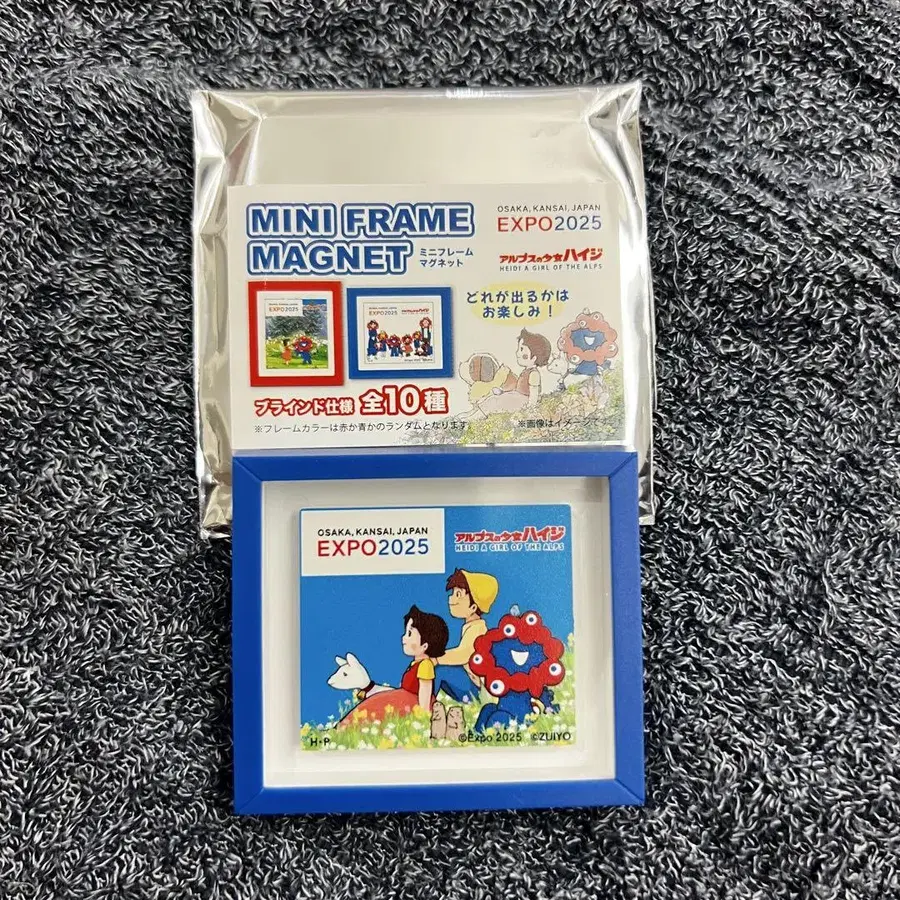 MINI FRAME
MAGNET
ミニフレーム
マグネット
OSAKA, KANSAI, JAPAN
EXPO2025
アルプスの少女ハイジ
HEIDI A GIRL OF THE ALPS
どれが出るかは
お楽しみ！
EXPO2025
EXPO2025
ブラインド仕様 全10種
※フレームカラーは赤か青かのランダムとなります。
※画像はイメージです。
OSAKA, KANSAI, JAPAN
EXPO2025
アルプスの少女ハイジ
HEIDI A GIRL OF THE ALPS
H・P
©Expo 2025 ©ZUIYO